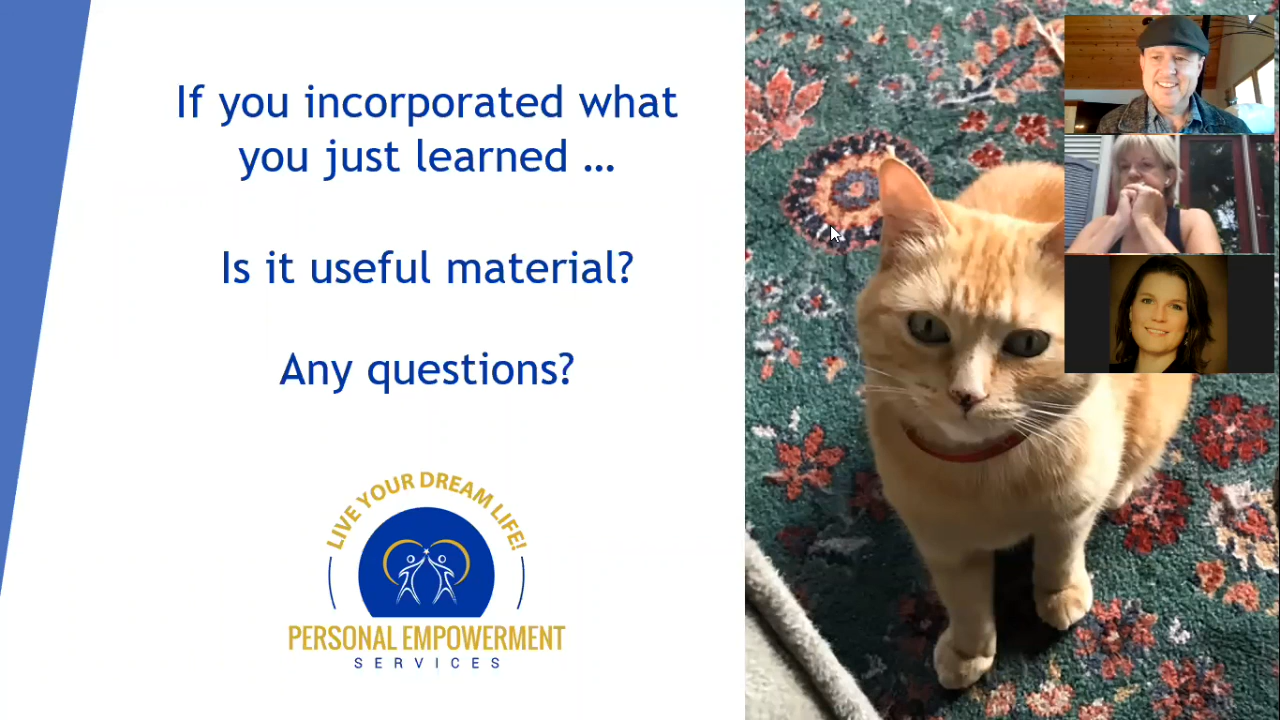 If you incorporated what
you just learned …
Is it useful material?
Any questions?
LIVE YOUR DREAM LIFE!
PERSONAL EMPOWERMENT
SERVICES